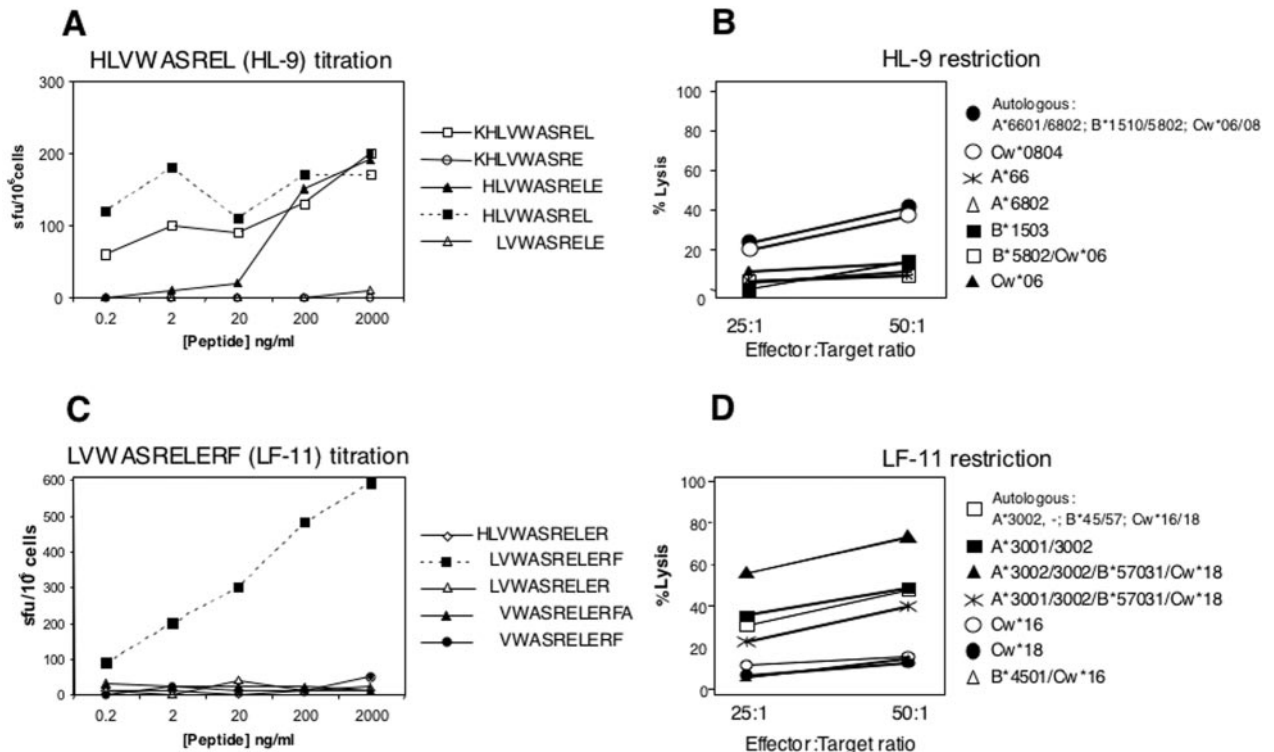 A
HLVWASREL (HL-9) titration
sfu/10⁶cells
300
200
100
0
0.2 2 20 200 2000
[Peptide] ng/ml
KHLVWASREL
KHLVWASRE
HLVWASRELE
HLVWASREL
LVWASRELE
B
HL-9 restriction
% Lysis
100
80
60
40
20
0
25:1 50:1
Effector:Target ratio
Autologous :
A*6601/6802; B*1510/5802; Cw*06/08
Cw*0804
A*66
A*6802
B*1503
B*5802/Cw*06
Cw*06
C
LVWASRELERF (LF-11) titration
sfu/10⁶ cells
600
500
400
300
200
100
0
0.2 2 20 200 2000
[Peptide] ng/ml
HLVWASRELER
LVWASRELERF
LVWASRELER
VWASRELERFA
VWASRELERF
D
LF-11 restriction
%Lysis
100
80
60
40
20
0
25:1 50:1
Effector:Target ratio
Autologous :
A*3002, -; B*45/57; Cw*16/18
A*3001/3002
A*3002/3002/B*57031/Cw*18
A*3001/3002/B*57031/Cw*18
Cw*16
Cw*18
B*4501/Cw*16